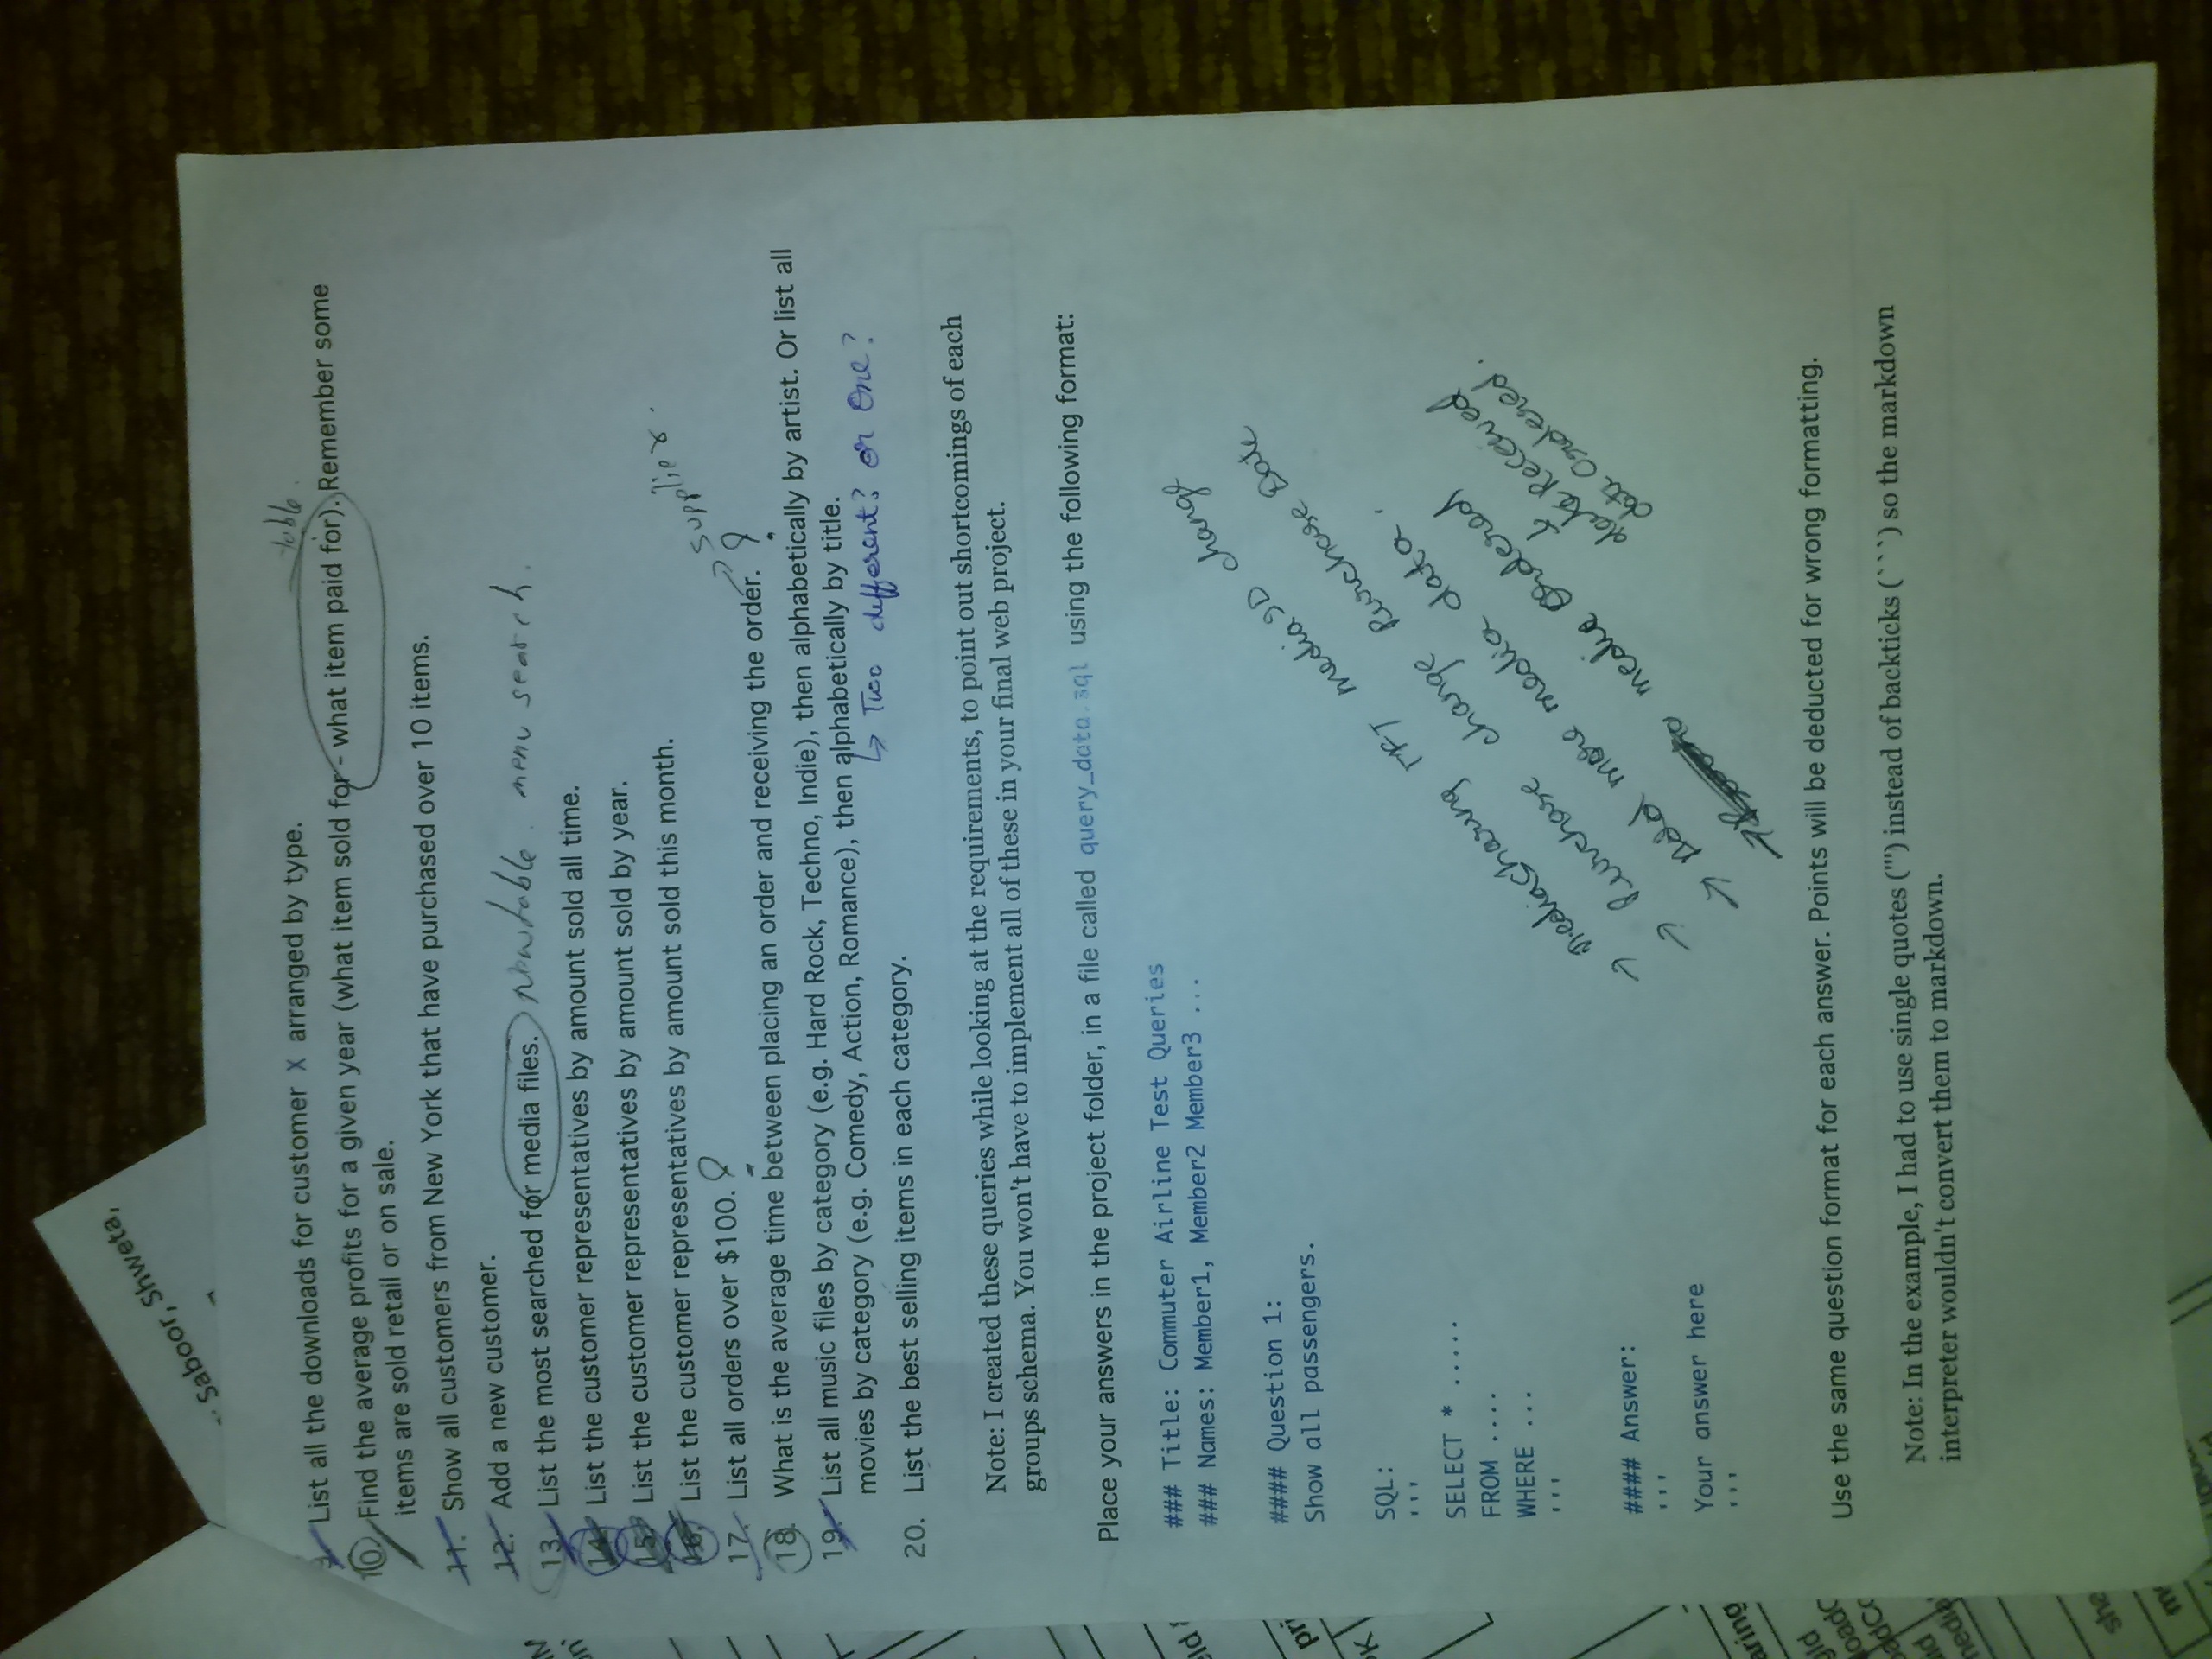 table.
9. List all the downloads for customer X arranged by type.
10. Find the average profits for a given year (what item sold for - what item paid for). Remember some
items are sold retail or on sale.
11. Show all customers from New York that have purchased over 10 items.
12. Add a new customer.
13. List the most searched for media files. New table. menu search.
14. List the customer representatives by amount sold all time.
15. List the customer representatives by amount sold by year.
16. List the customer representatives by amount sold this month.
17. List all orders over $100. ?
supplier.
18. What is the average time between placing an order and receiving the order. ?
19. List all music files by category (e.g. Hard Rock, Techno, Indie), then alphabetically by artist. Or list all
movies by category (e.g. Comedy, Action, Romance), then alphabetically by title.
↳ Two different? or One?
20. List the best selling items in each category.
Note: I created these queries while looking at the requirements, to point out shortcomings of each
groups schema. You won't have to implement all of these in your final web project.
Place your answers in the project folder, in a file called query_data.sql using the following format:
### Title: Commuter Airline Test Queries
### Names: Member1, Member2 Member3 ...
#### Question 1:
Show all passengers.
SQL:
'''
SELECT * .....
FROM ....
WHERE ...
'''
#### Answer:
'''
Your answer here
'''
mediaSharing media ID change
→ Purchase media Purchase Date
→ change date.
→ new media Ordered
→ media Ordered & Received
date Ordered.
Use the same question format for each answer. Points will be deducted for wrong formatting.
Note: In the example, I had to use single quotes (''') instead of backticks (```) so the markdown
interpreter wouldn't convert them to markdown.
Saboor, Shweta,